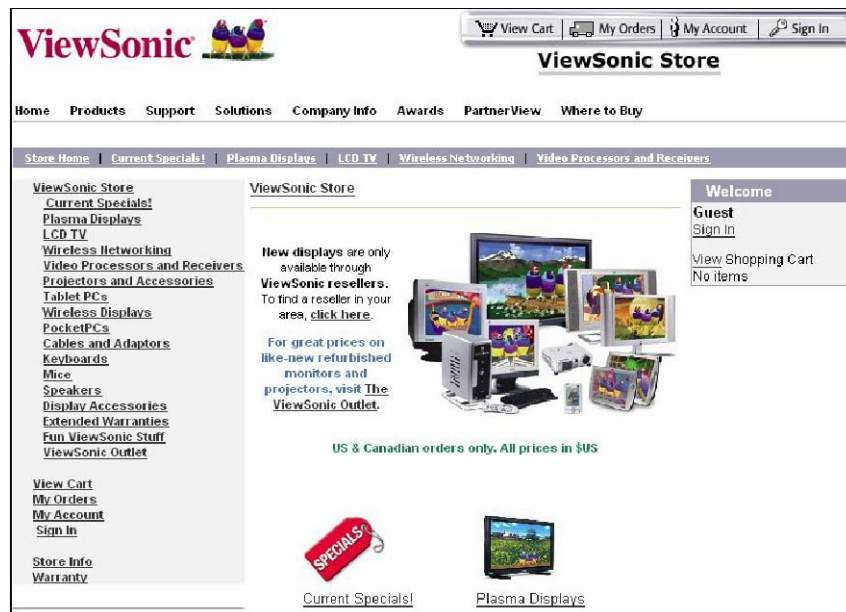 ViewSonic
View Cart | My Orders | My Account | Sign In
ViewSonic Store
Home Products Support Solutions Company Info Awards PartnerView Where to Buy
Store Home | Current Specials! | Plasma Displays | LCD TV | Wireless Networking | Video Processors and Receivers
ViewSonic Store
Current Specials!
Plasma Displays
LCD TV
Wireless Networking
Video Processors and Receivers
Projectors and Accessories
Tablet PCs
Wireless Displays
PocketPCs
Cables and Adaptors
Keyboards
Mice
Speakers
Display Accessories
Extended Warranties
Fun ViewSonic Stuff
ViewSonic Outlet
View Cart
My Orders
My Account
Sign In
Store Info
Warranty
ViewSonic Store
New displays are only
available through
ViewSonic resellers.
To find a reseller in your
area, click here.
For great prices on
like-new refurbished
monitors and
projectors, visit The
ViewSonic Outlet.
US & Canadian orders only. All prices in $US
SPECIALS
Current Specials!
Plasma Displays
Welcome
Guest
Sign In
View Shopping Cart
No items